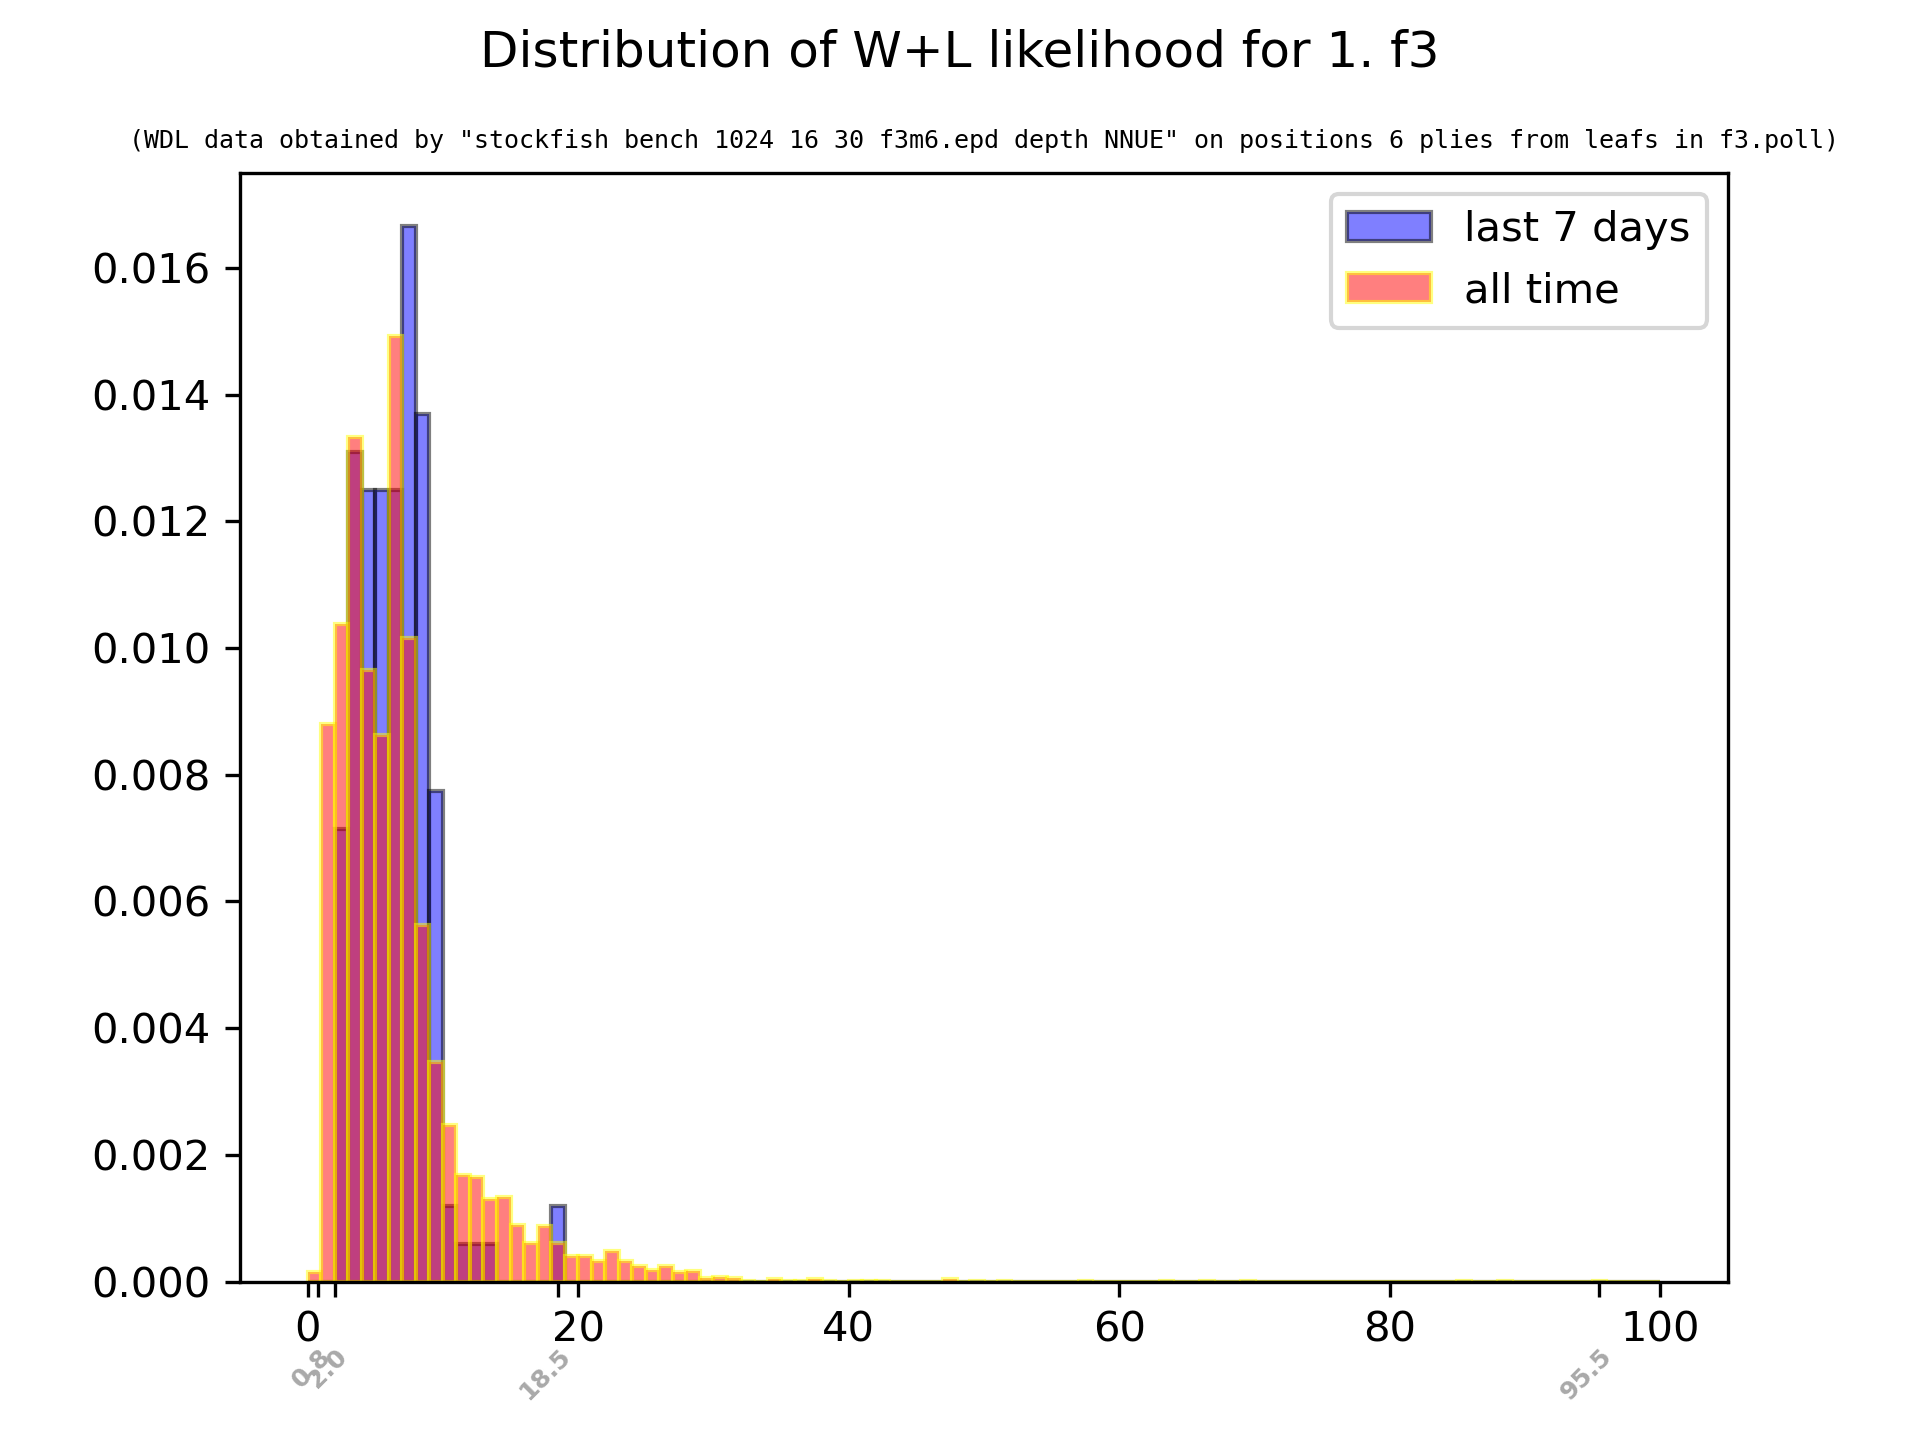 Distribution of W+L likelihood for 1. f3
(WDL data obtained by "stockfish bench 1024 16 30 f3m6.epd depth NNUE" on positions 6 plies from leafs in f3.poll)
last 7 days
all time
0.016
0.014
0.012
0.010
0.008
0.006
0.004
0.002
0.000
0 20 40 60 80 100
0.8 2.0 18.5 95.5